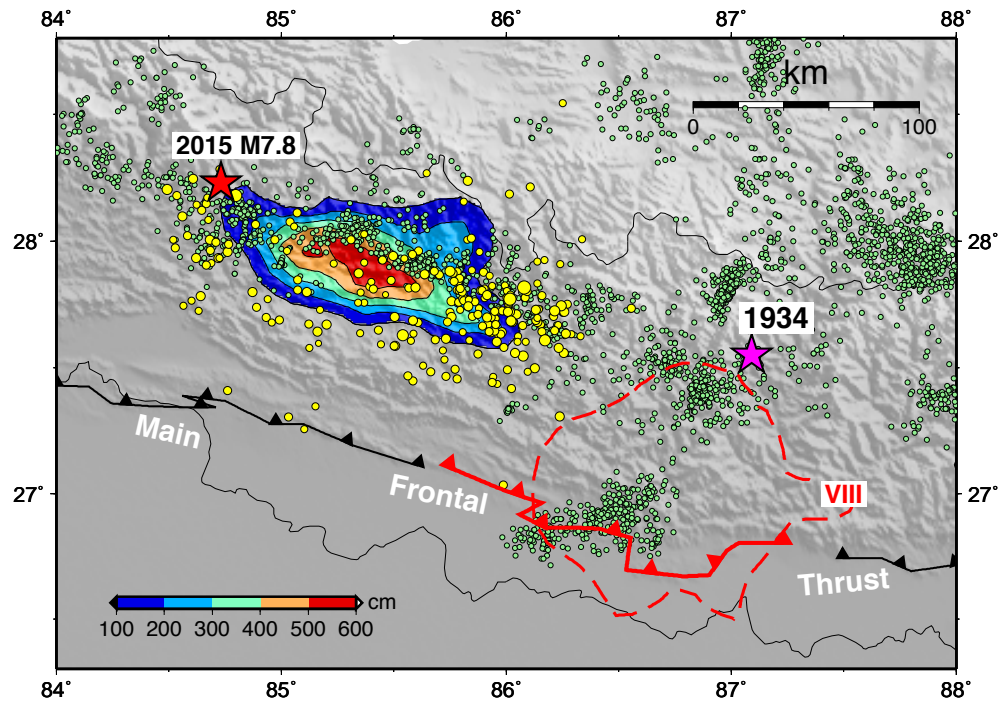 84˚ 85˚ 86˚ 87˚ 88˚
km
0 100
2015 M7.8
28˚ 28˚
1934
Main
Frontal
VIII
27˚ 27˚
Thrust
cm
100 200 300 400 500 600
84˚ 85˚ 86˚ 87˚ 88˚